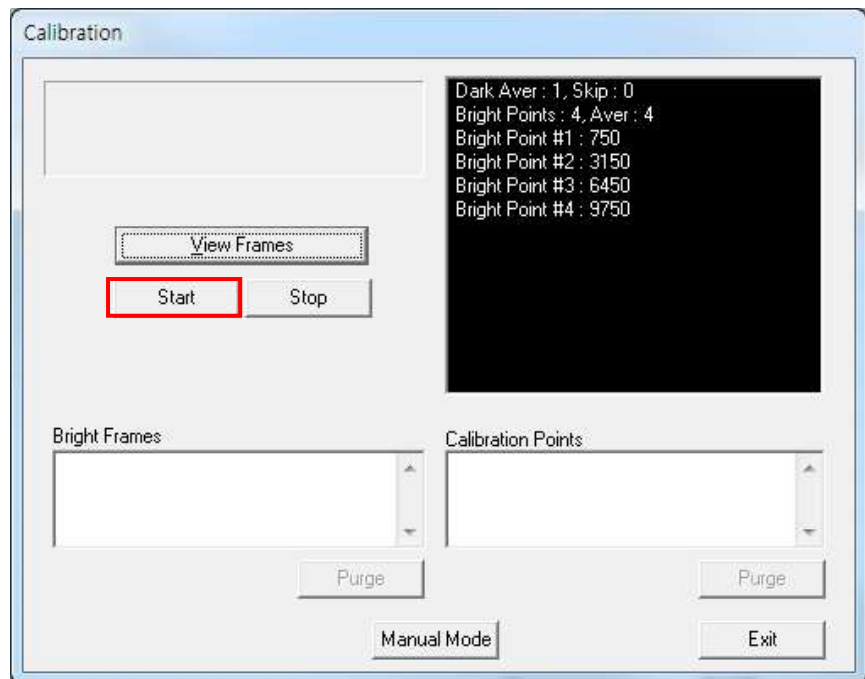 Calibration
Dark Aver : 1, Skip : 0
Bright Points : 4, Aver : 4
Bright Point #1 : 750
Bright Point #2 : 3150
Bright Point #3 : 6450
Bright Point #4 : 9750
View Frames
Start Stop
Bright Frames
Calibration Points
Purge Purge
Manual Mode Exit